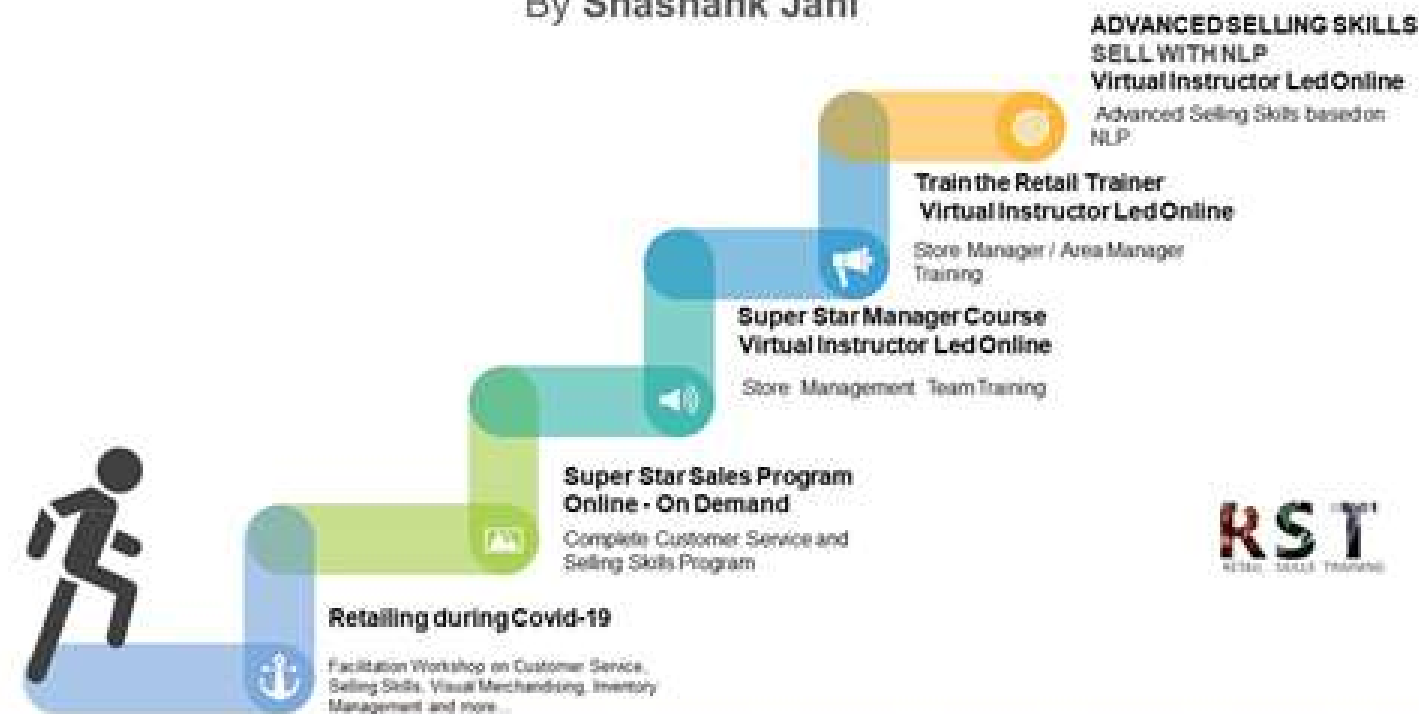 By Shashank Jani
ADVANCED SELLING SKILLS
SELL WITH NLP
Virtual Instructor Led Online
Advanced Selling Skills based on
NLP
Train the Retail Trainer
Virtual Instructor Led Online
Store Manager / Area Manager
Training
Super Star Manager Course
Virtual Instructor Led Online
Store Management Team Training
Super Star Sales Program
Online - On Demand
Complete Customer Service and
Selling Skills Program
Retailing during Covid-19
Facilitation Workshop on Customer Service,
Selling Skills, Visual Merchandising, Inventory
Management and more...
RST
RETAIL SKILLS TRAINING